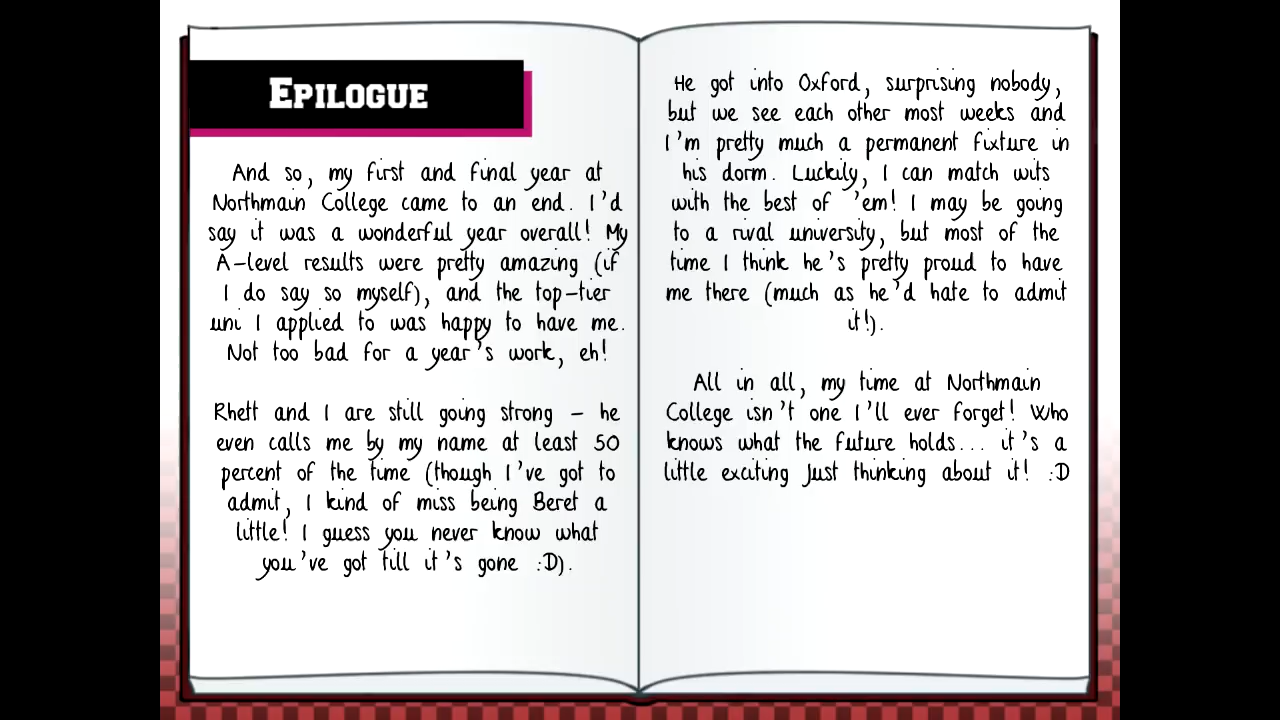 EPILOGUE
And so, my first and final year at
Northmain College came to an end. I'd
say it was a wonderful year overall! My
A-level results were pretty amazing (if
I do say so myself), and the top-tier
uni I applied to was happy to have me.
Not too bad for a year's work, eh!
Rhett and I are still going strong - he
even calls me by my name at least 50
percent of the time (though I've got to
admit, I kind of miss being Beret a
little! I guess you never know what
you've got till it's gone :D).
He got into Oxford, surprising nobody,
but we see each other most weeks and
I'm pretty much a permanent fixture in
his dorm. Luckily, I can match wits
with the best of 'em! I may be going
to a rival university, but most of the
time I think he's pretty proud to have
me there (much as he'd hate to admit
it!).
All in all, my time at Northmain
College isn't one I'll ever forget! Who
knows what the future holds... it's a
little exciting just thinking about it! :D